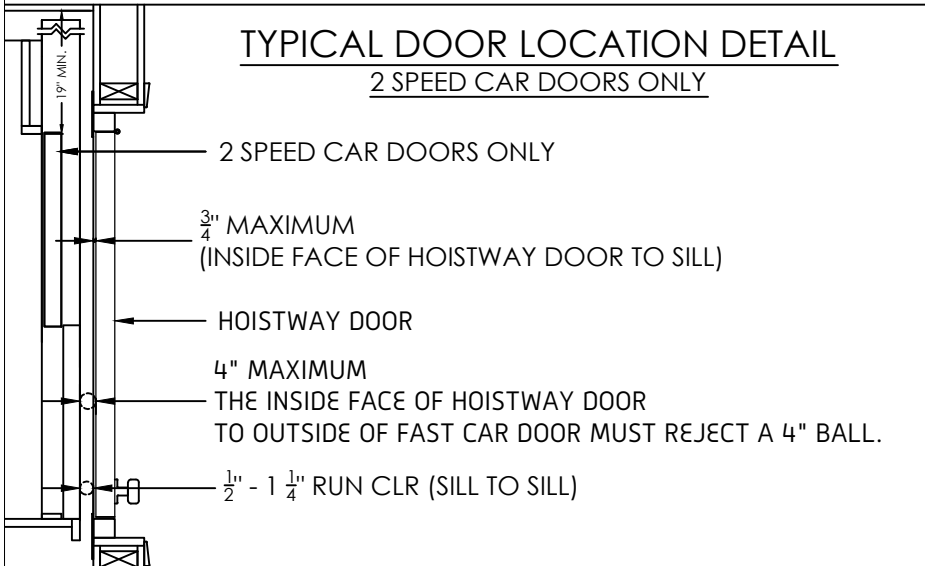 TYPICAL DOOR LOCATION DETAIL
2 SPEED CAR DOORS ONLY
19" MIN.
2 SPEED CAR DOORS ONLY
3/4" MAXIMUM
(INSIDE FACE OF HOISTWAY DOOR TO SILL)
HOISTWAY DOOR
4" MAXIMUM
THE INSIDE FACE OF HOISTWAY DOOR
TO OUTSIDE OF FAST CAR DOOR MUST REJECT A 4" BALL.
1/2" - 1 1/4" RUN CLR (SILL TO SILL)